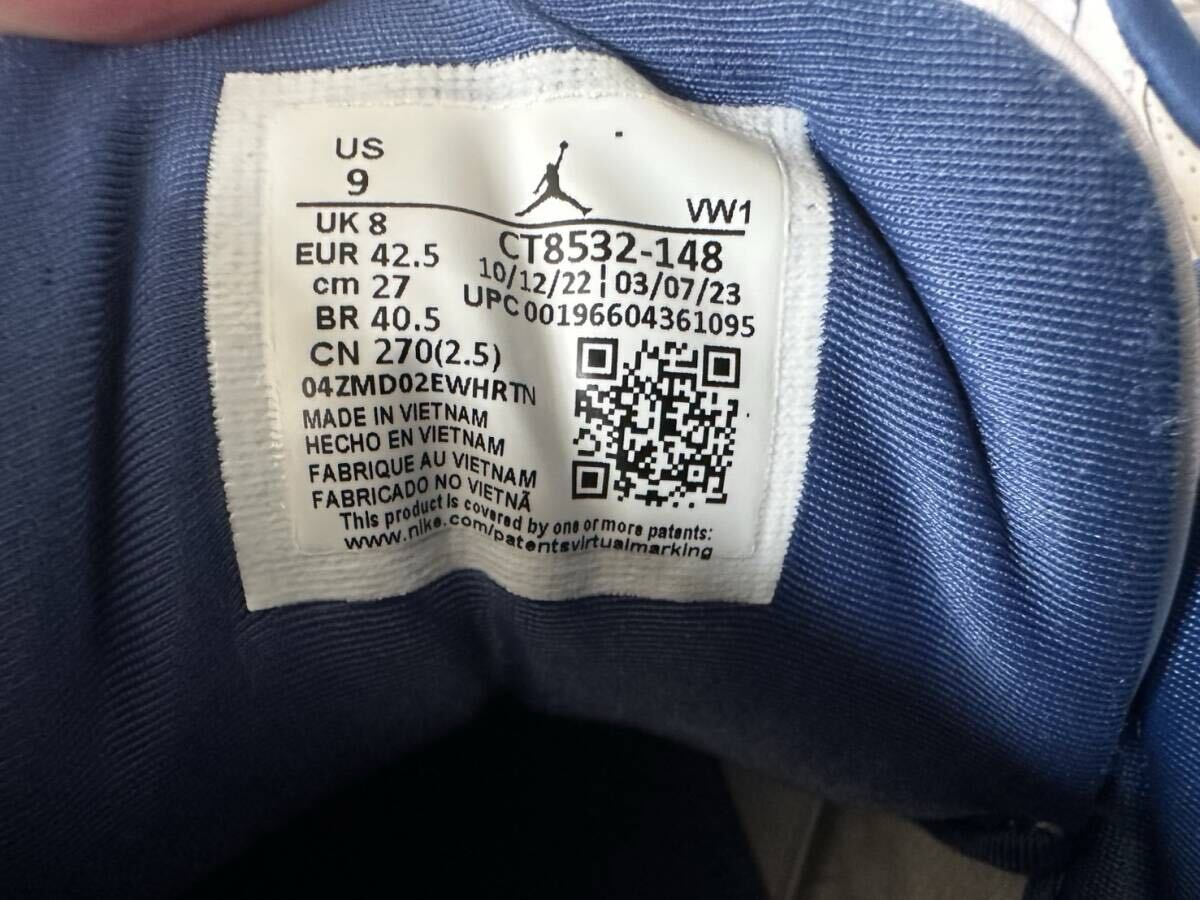 US
9
VW1
UK 8
EUR 42.5
cm 27
BR 40.5
CN 270(2.5)
CT8532-148
10/12/22 ¦ 03/07/23
UPC 00196604361095
04ZMD02EWHRTN
MADE IN VIETNAM
HECHO EN VIETNAM
FABRIQUE AU VIETNAM
FABRICADO NO VIETNÃ
This product is covered by one or more patents:
www.nike.com/patentsvirtualmarking